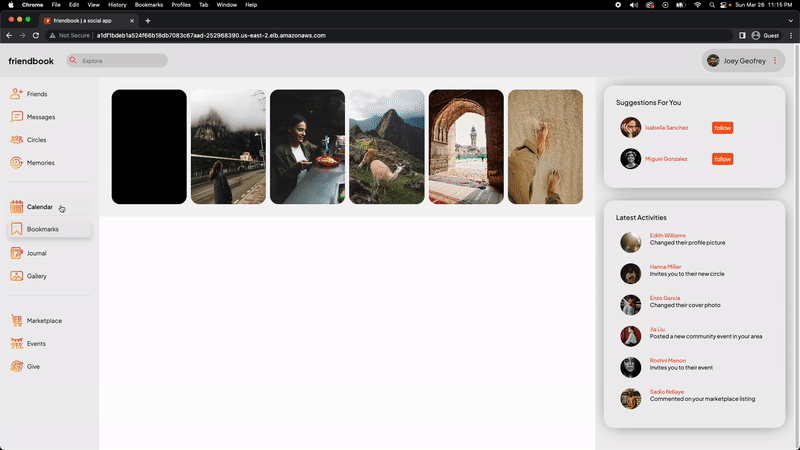 Chrome File Edit View History Bookmarks Profiles Tab Window Help
Sun Mar 26 11:15 PM
friendbook | a social app
Not Secure | a1df1bdeb1a524f66b18db7083c67aad-252968390.us-east-2.elb.amazonaws.com
Guest
friendbook
Explore
Joey Geofrey
Friends
Messages
Circles
Memories
Calendar
Bookmarks
Journal
Gallery
Marketplace
Events
Give
Suggestions For You
Isabella Sanchez
follow
Miguel Gonzalez
follow
Latest Activities
Edith Williams
Changed their profile picture
Hanna Miller
Invites you to their new circle
Enzo Garcia
Changed their cover photo
Jia Liu
Posted a new community event in your area
Roshni Menon
Invites you to their event
Sadio Ndiaye
Commented on your marketplace listing